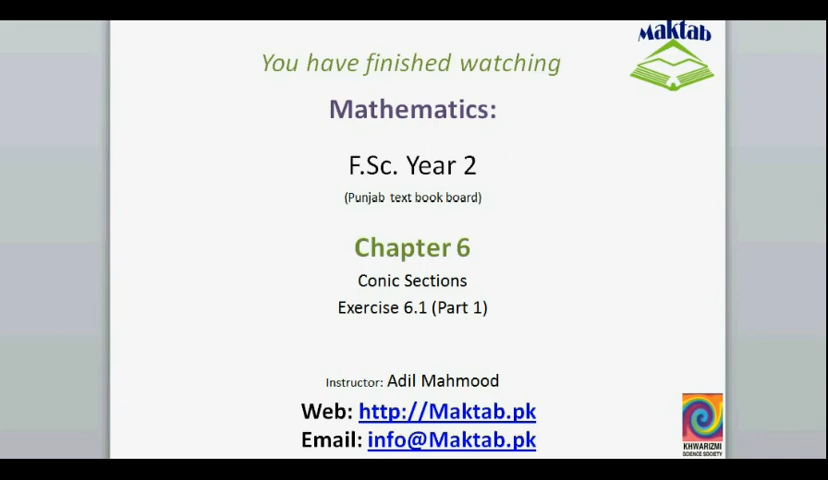 Maktab
You have finished watching
Mathematics:
F.Sc. Year 2
(Punjab text book board)
Chapter 6
Conic Sections
Exercise 6.1 (Part 1)
Instructor: Adil Mahmood
Web: http://Maktab.pk
Email: info@Maktab.pk
KHWARIZMI
SCIENCE SOCIETY